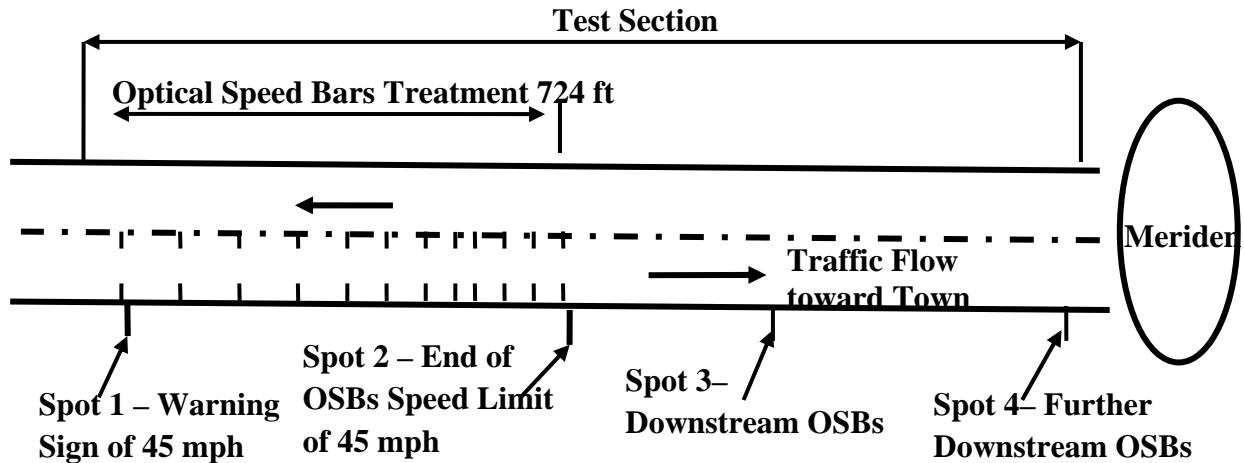 Test Section
Optical Speed Bars Treatment 724 ft
Meriden
Traffic Flow
toward Town
Spot 1 – Warning
Sign of 45 mph
Spot 2 – End of
OSBs Speed Limit
of 45 mph
Spot 3–
Downstream OSBs
Spot 4– Further
Downstream OSBs